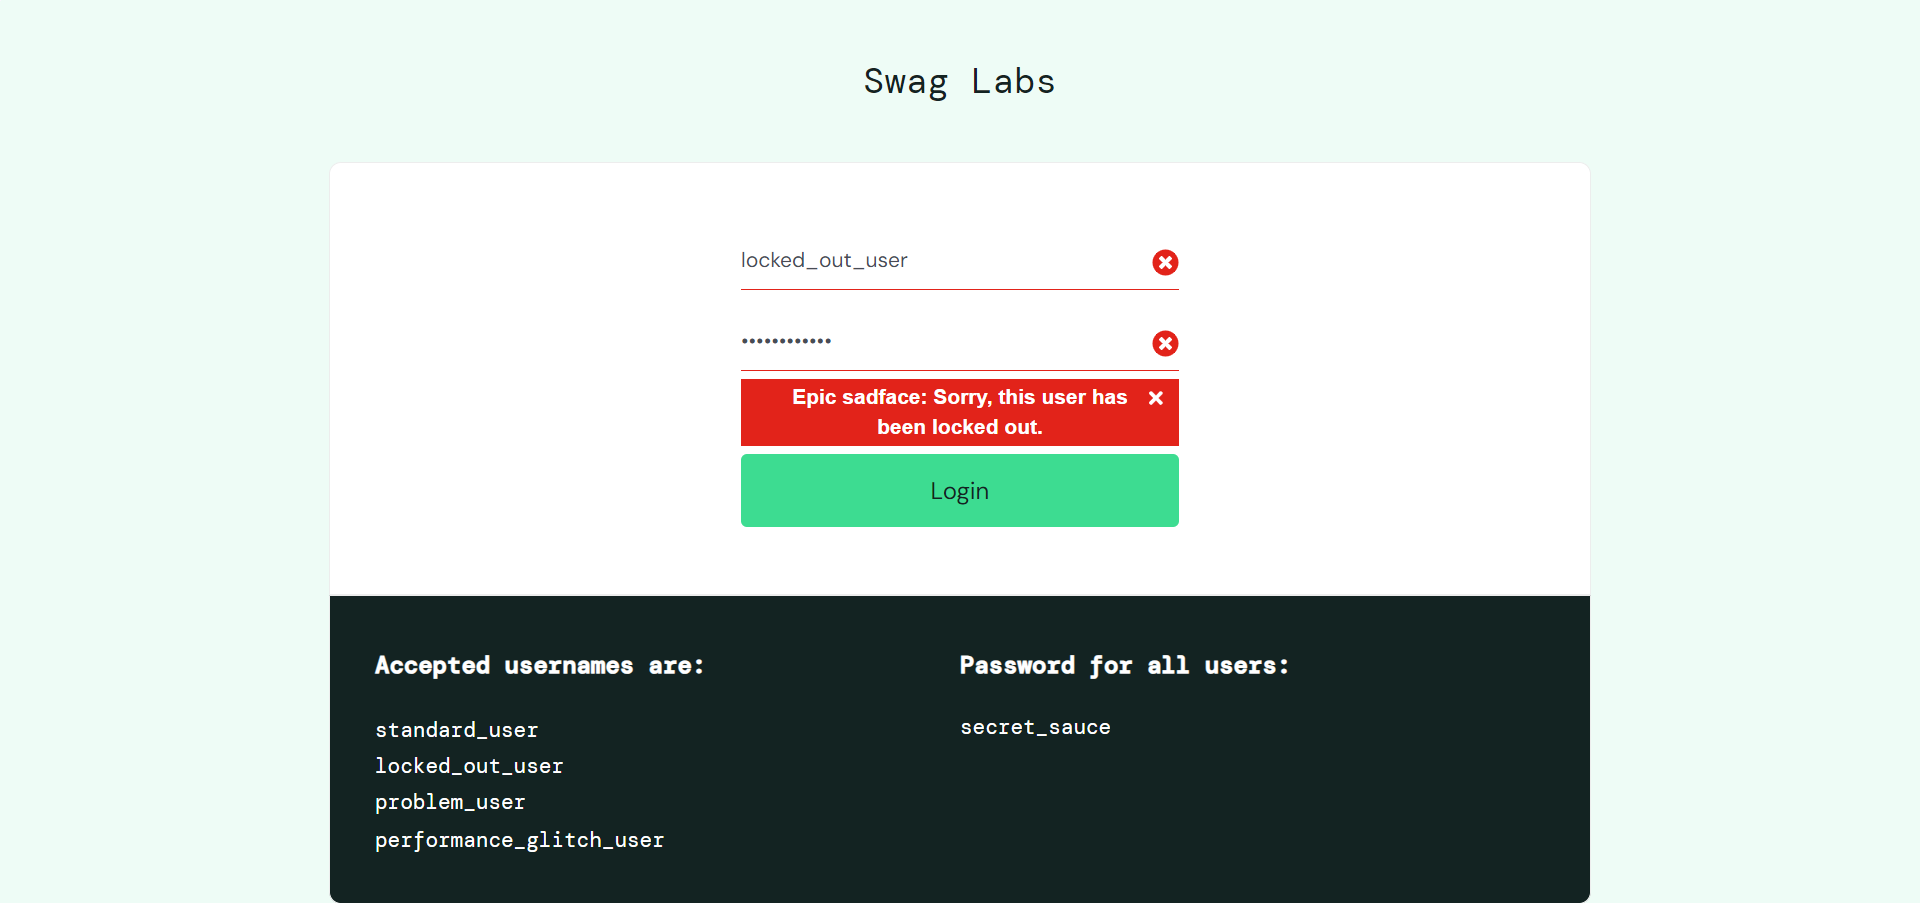 Swag Labs
locked_out_user
••••••••••••
Epic sadface: Sorry, this user has
been locked out.
Login
Accepted usernames are:
standard_user
locked_out_user
problem_user
performance_glitch_user
Password for all users:
secret_sauce